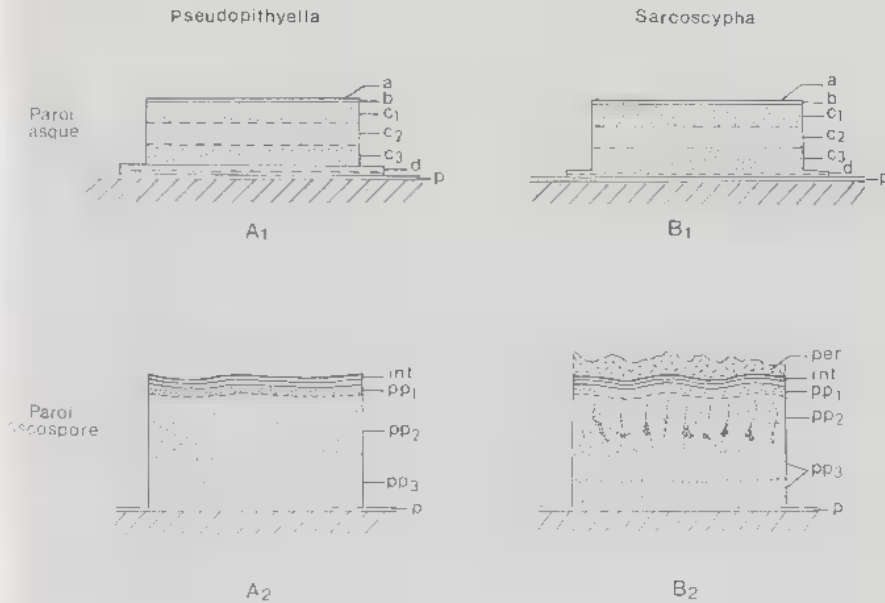 Pseudopithyella
Sarcoscypha
Paroi
asque
a
b
c1
c2
c3
d
p
A1
a
b
c1
c2
c3
d
p
B1
Paroi
ascospore
int
pp1
pp2
pp3
p
A2
per
int
pp1
pp2
pp3
p
B2